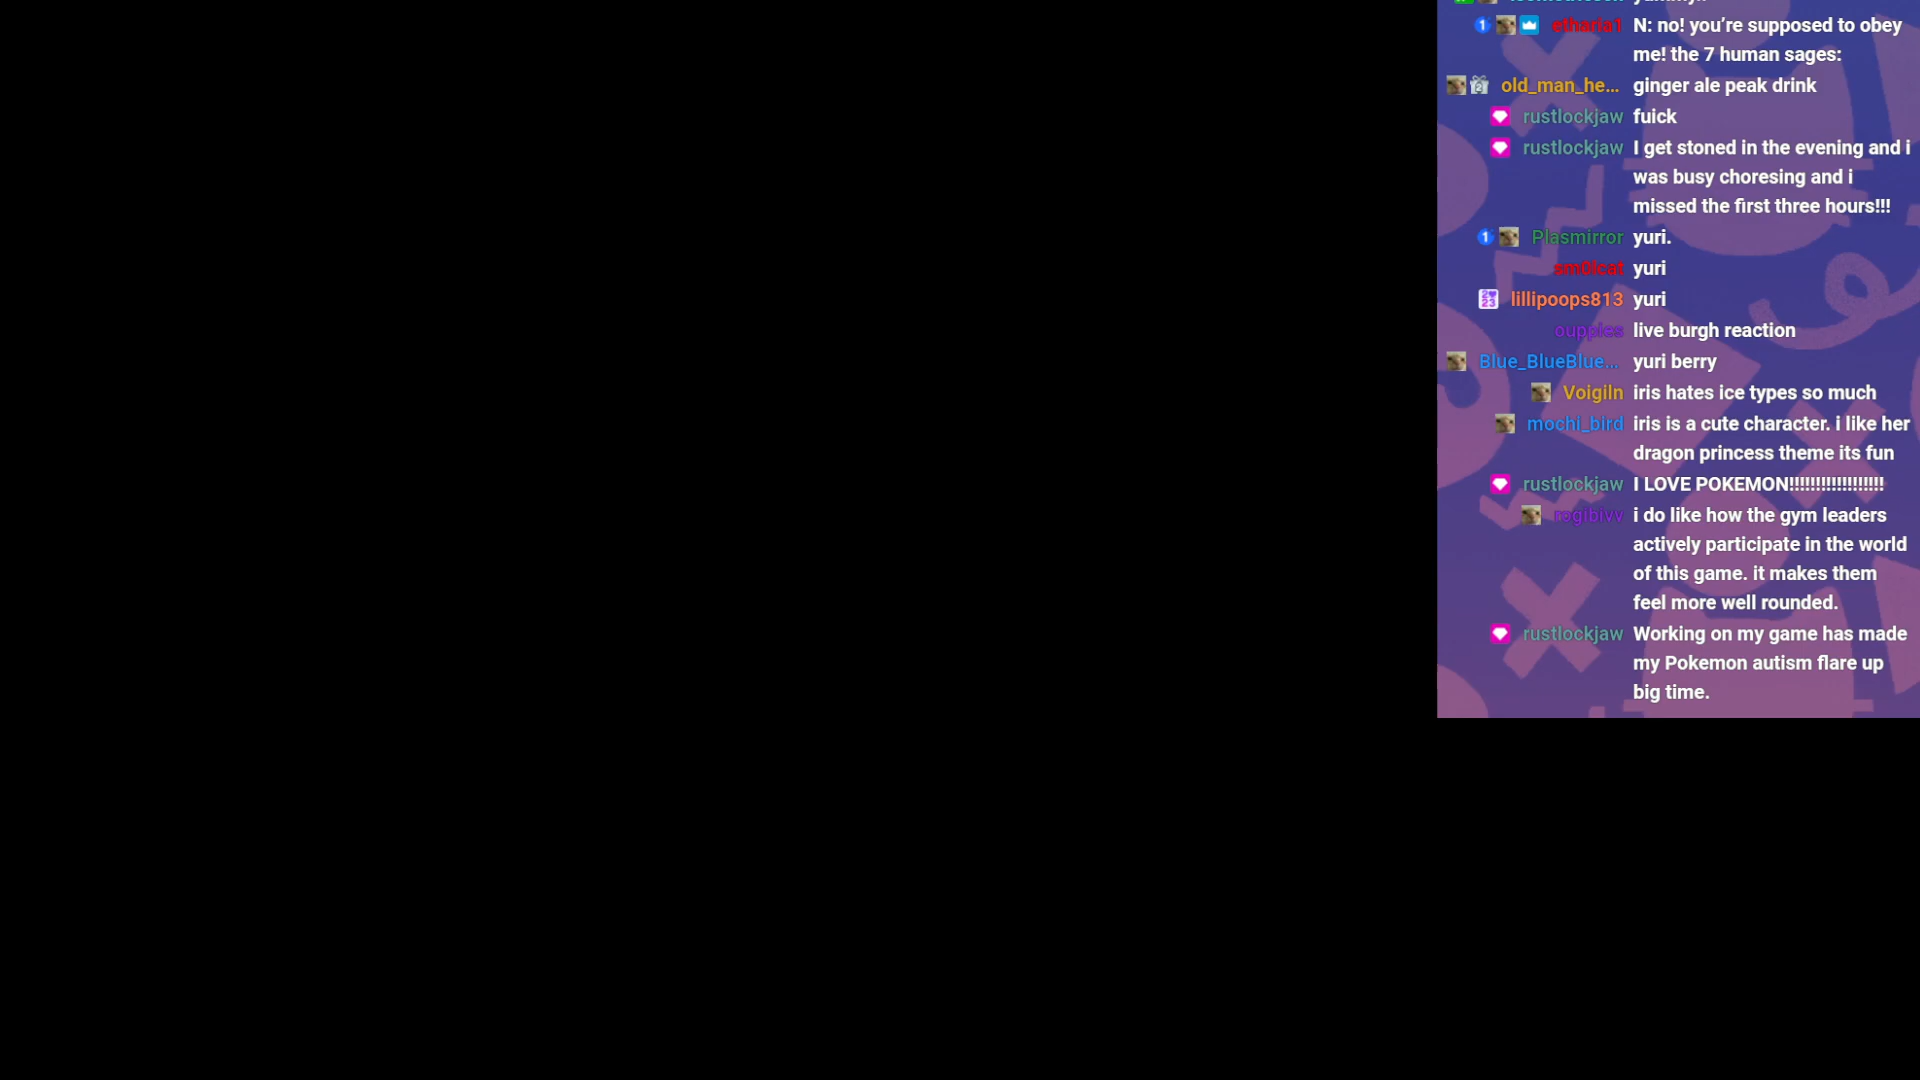 etharia1 N: no! you’re supposed to obey
me! the 7 human sages:
old_man_he... ginger ale peak drink
rustlockjaw fuick
rustlockjaw I get stoned in the evening and i
was busy choresing and i
missed the first three hours!!!
Plasmirror yuri.
sm0lcat yuri
lillipoops813 yuri
ouppies live burgh reaction
Blue_BlueBlue... yuri berry
Voigiln iris hates ice types so much
mochi_bird iris is a cute character. i like her
dragon princess theme its fun
rustlockjaw I LOVE POKEMON!!!!!!!!!!!!!!!!!!
rogibivv i do like how the gym leaders
actively participate in the world
of this game. it makes them
feel more well rounded.
rustlockjaw Working on my game has made
my Pokemon autism flare up
big time.